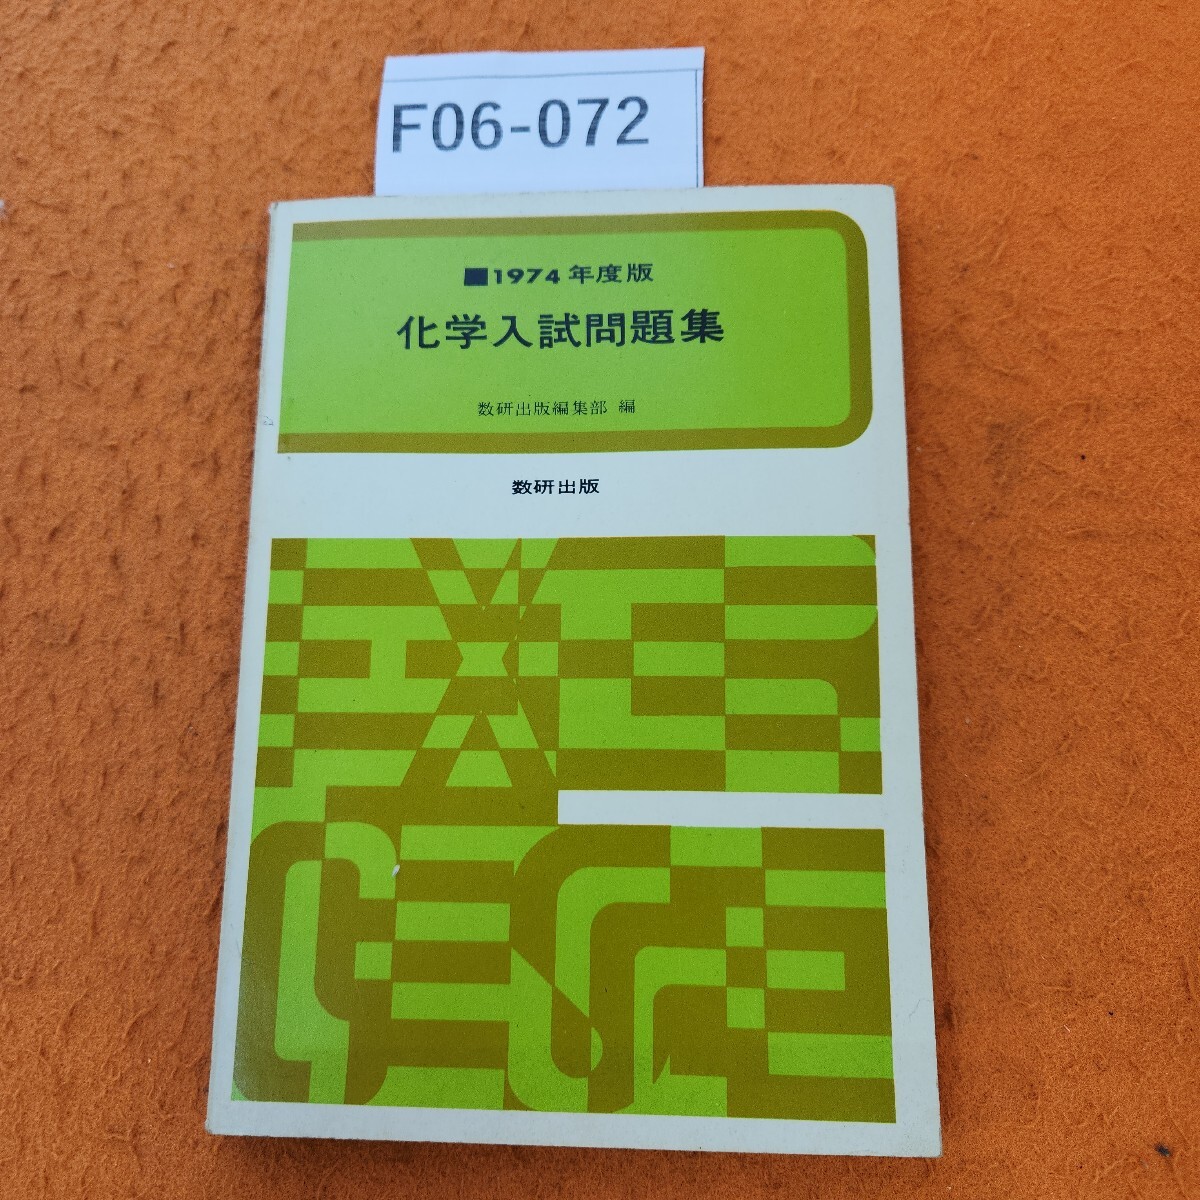 F06-072
■1974年度版
化学入試問題集
数研出版編集部 編
数研出版